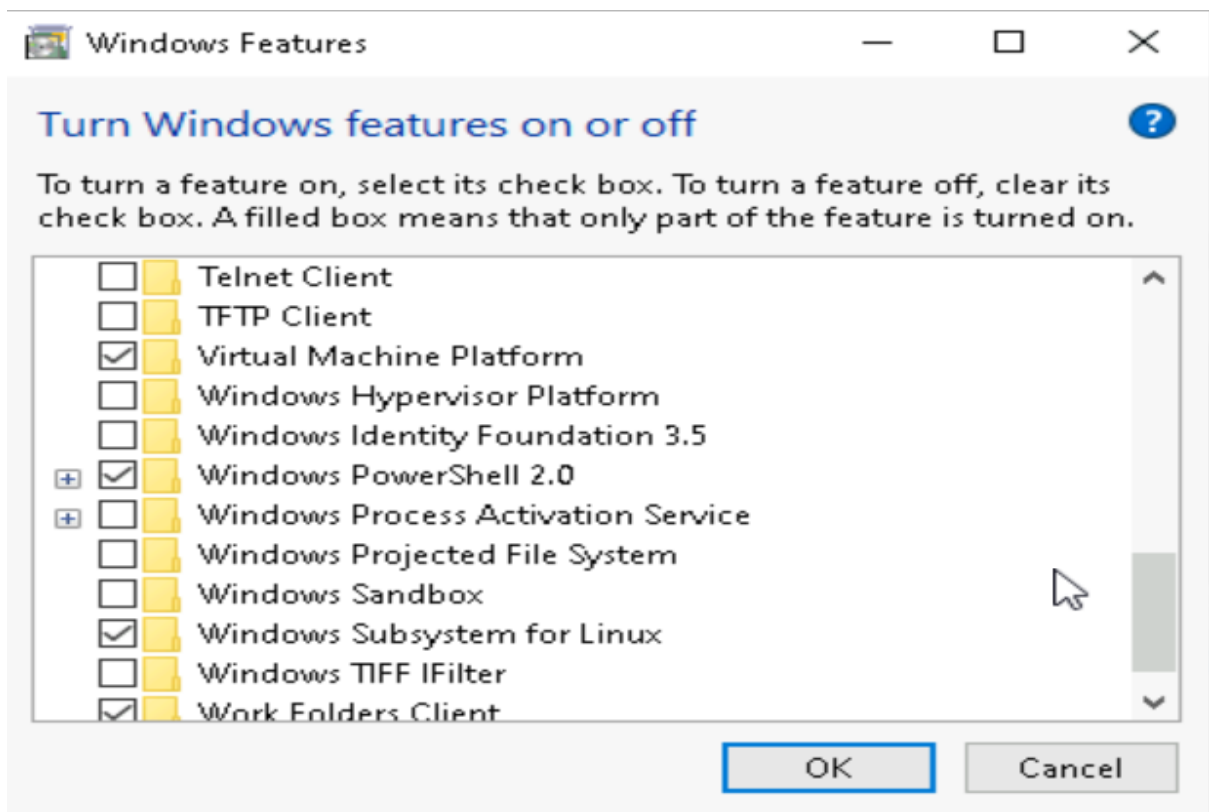 Windows Features
Turn Windows features on or off
?
To turn a feature on, select its check box. To turn a feature off, clear its
check box. A filled box means that only part of the feature is turned on.
Telnet Client
TFTP Client
Virtual Machine Platform
Windows Hypervisor Platform
Windows Identity Foundation 3.5
Windows PowerShell 2.0
Windows Process Activation Service
Windows Projected File System
Windows Sandbox
Windows Subsystem for Linux
Windows TIFF IFilter
Work Folders Client
OK Cancel